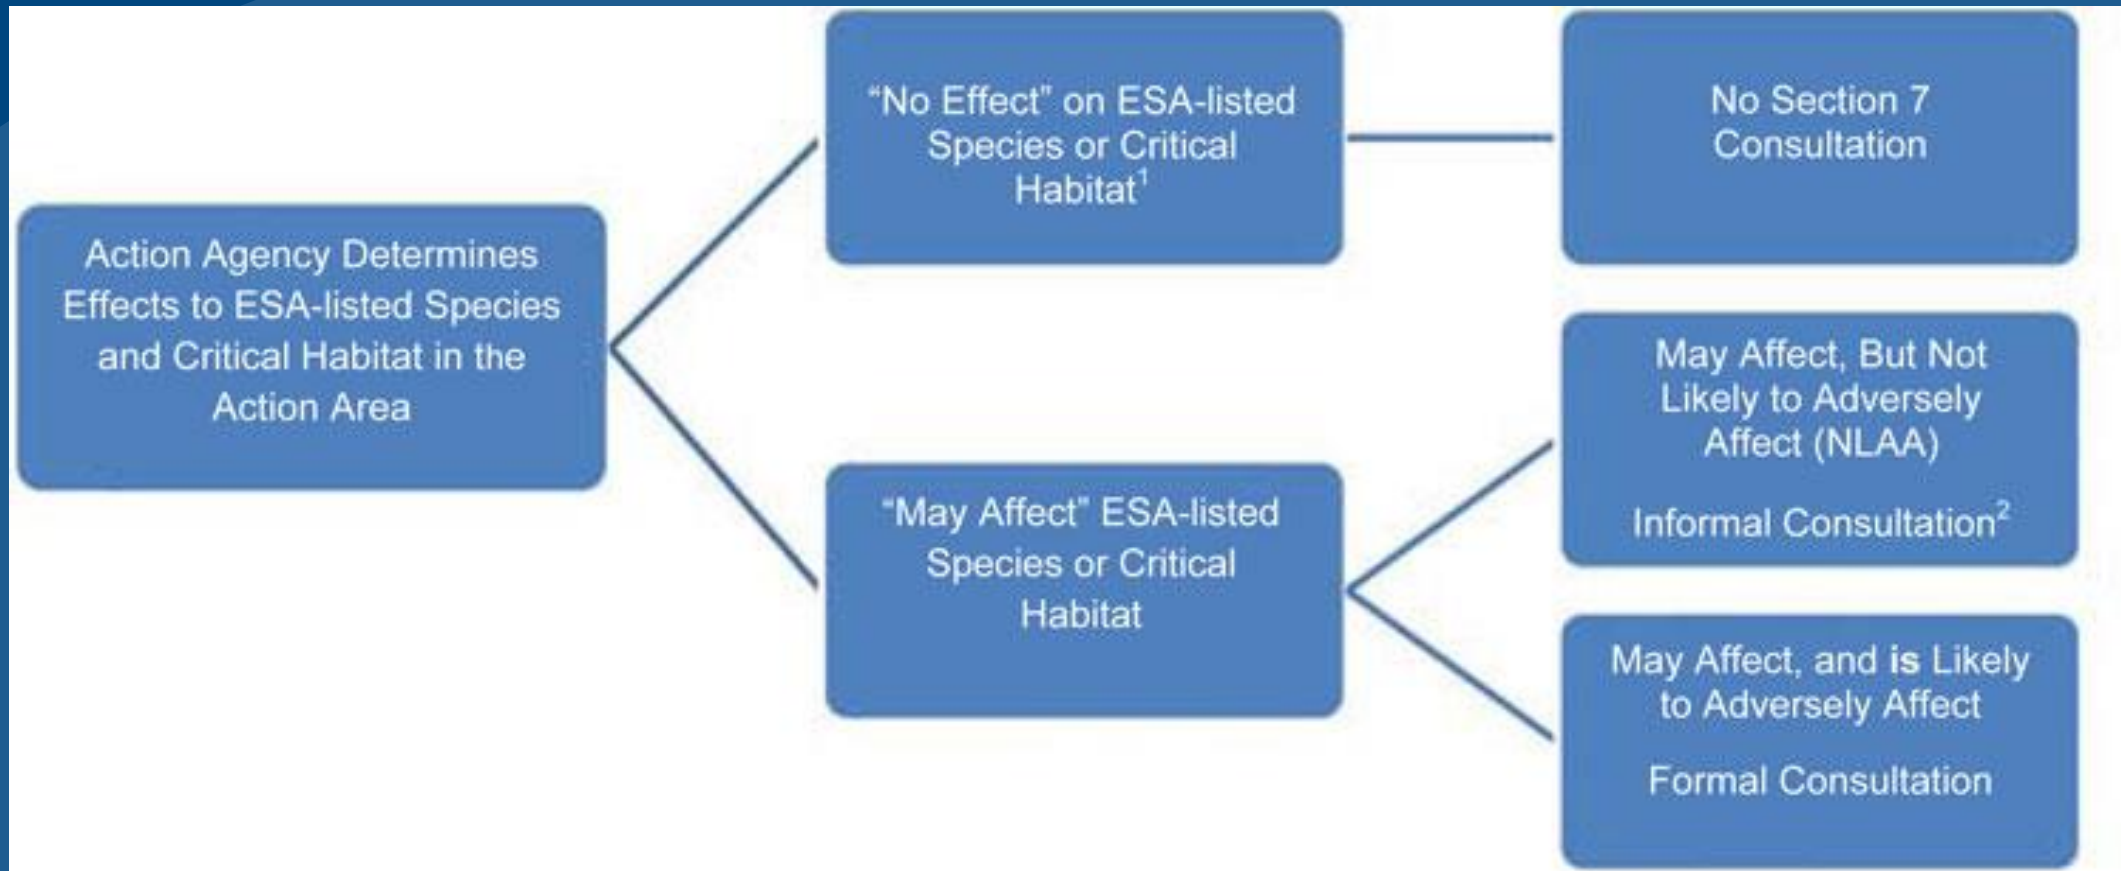 Action Agency Determines
Effects to ESA-listed Species
and Critical Habitat in the
Action Area
“No Effect” on ESA-listed
Species or Critical
Habitat¹
No Section 7
Consultation
“May Affect” ESA-listed
Species or Critical
Habitat
May Affect, But Not
Likely to Adversely
Affect (NLAA)
Informal Consultation²
May Affect, and is Likely
to Adversely Affect
Formal Consultation